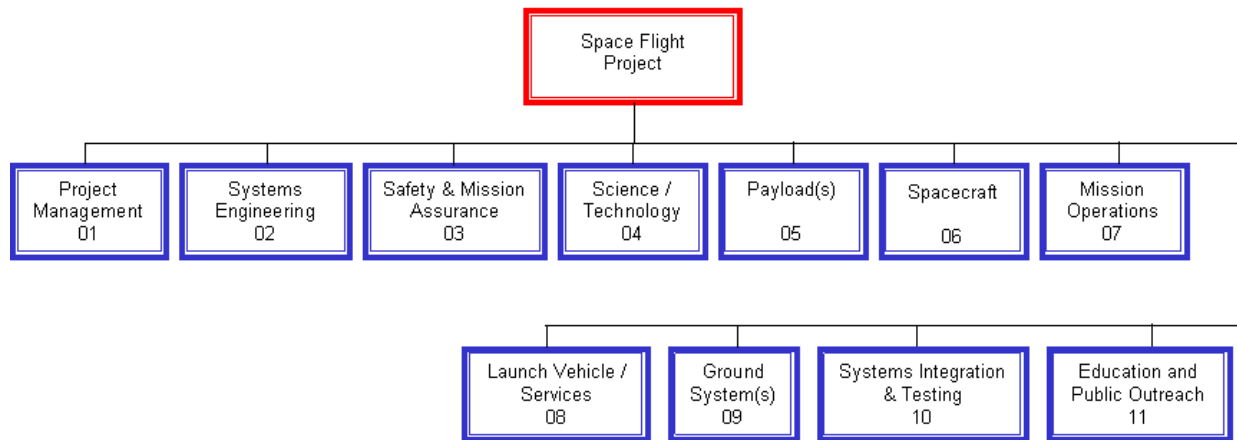 Space Flight
Project
Project
Management
01
Systems
Engineering
02
Safety & Mission
Assurance
03
Science /
Technology
04
Payload(s)
05
Spacecraft
06
Mission
Operations
07
Launch Vehicle /
Services
08
Ground
System(s)
09
Systems Integration
& Testing
10
Education and
Public Outreach
11